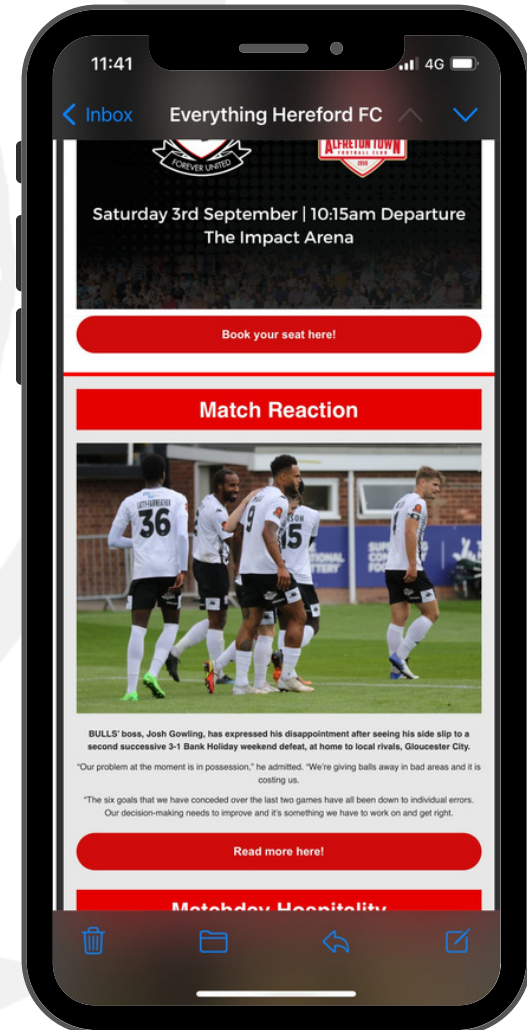 11:41
4G
Inbox
Everything Hereford FC
FOREVER UNITED
ALFRETON TOWN
FOOTBALL CLUB
Saturday 3rd September | 10:15am Departure
The Impact Arena
Book your seat here!
Match Reaction
36
9
5
BULLS' boss, Josh Gowling, has expressed his disappointment after seeing his side slip to a
second successive 3-1 Bank Holiday weekend defeat, at home to local rivals, Gloucester City.
“Our problem at the moment is in possession,” he admitted. “We're giving balls away in bad areas and it is
costing us.
“The six goals that we have conceded over the last two games have all been down to individual errors.
Our decision-making needs to improve and it's something we have to work on and get right.
Read more here!
Matchday Hospitality